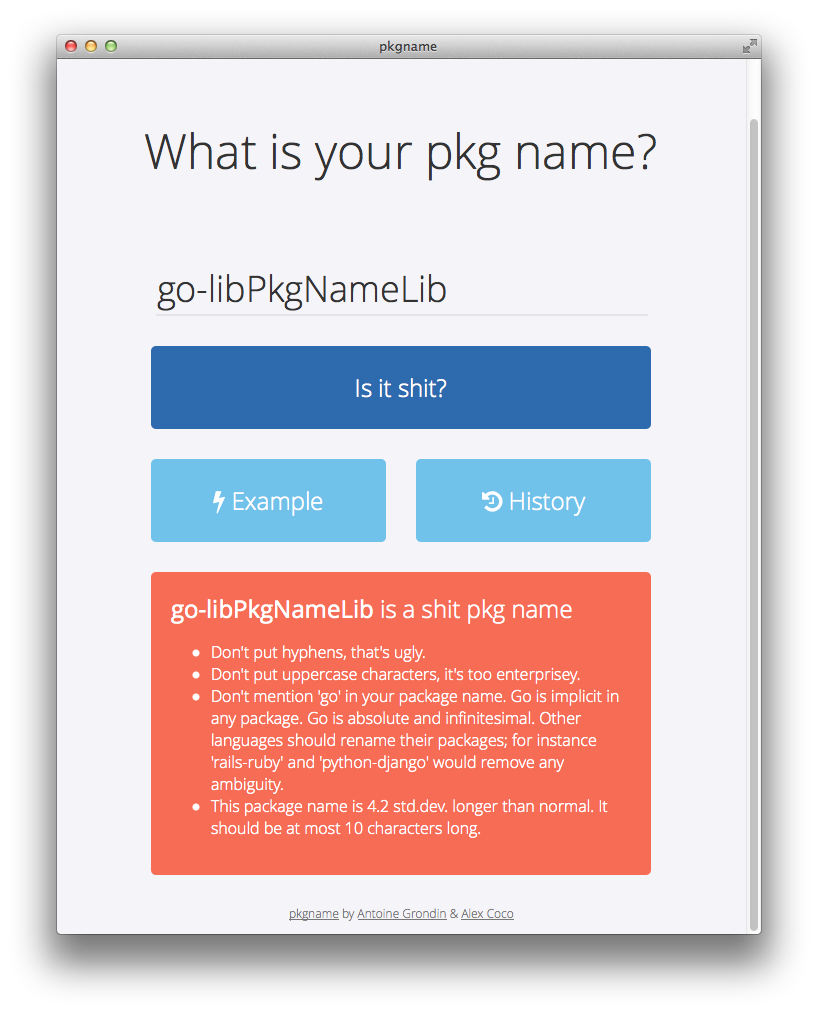 pkgname
What is your pkg name?
go-libPkgNameLib
Is it shit?
Example
History
go-libPkgNameLib is a shit pkg name
Don't put hyphens, that's ugly.
Don't put uppercase characters, it's too enterprisey.
Don't mention 'go' in your package name. Go is implicit in
any package. Go is absolute and infinitesimal. Other
languages should rename their packages; for instance
'rails-ruby' and 'python-django' would remove any
ambiguity.
This package name is 4.2 std.dev. longer than normal. It
should be at most 10 characters long.
pkgname by Antoine Grondin & Alex Coco